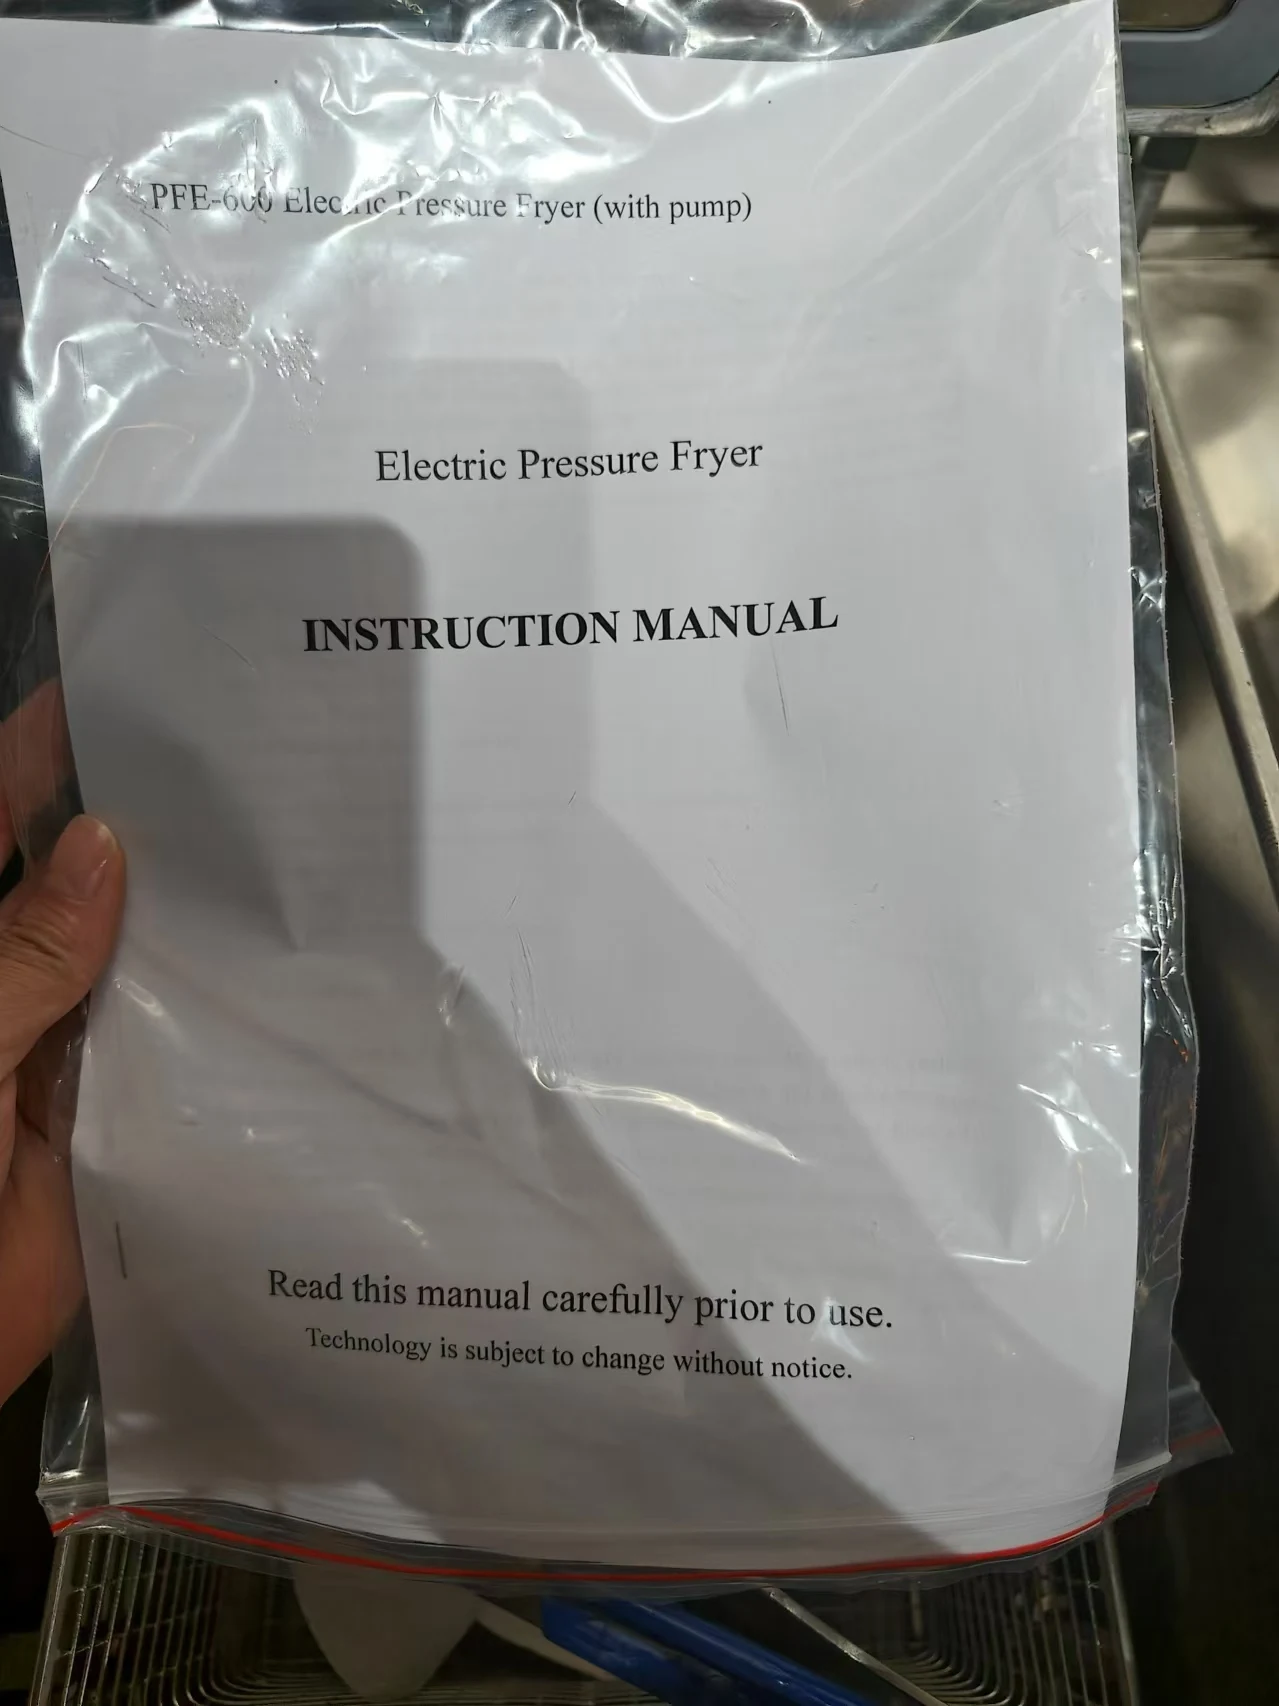 PFE-600 Electric Pressure Fryer (with pump)
Electric Pressure Fryer
INSTRUCTION MANUAL
Read this manual carefully prior to use.
Technology is subject to change without notice.